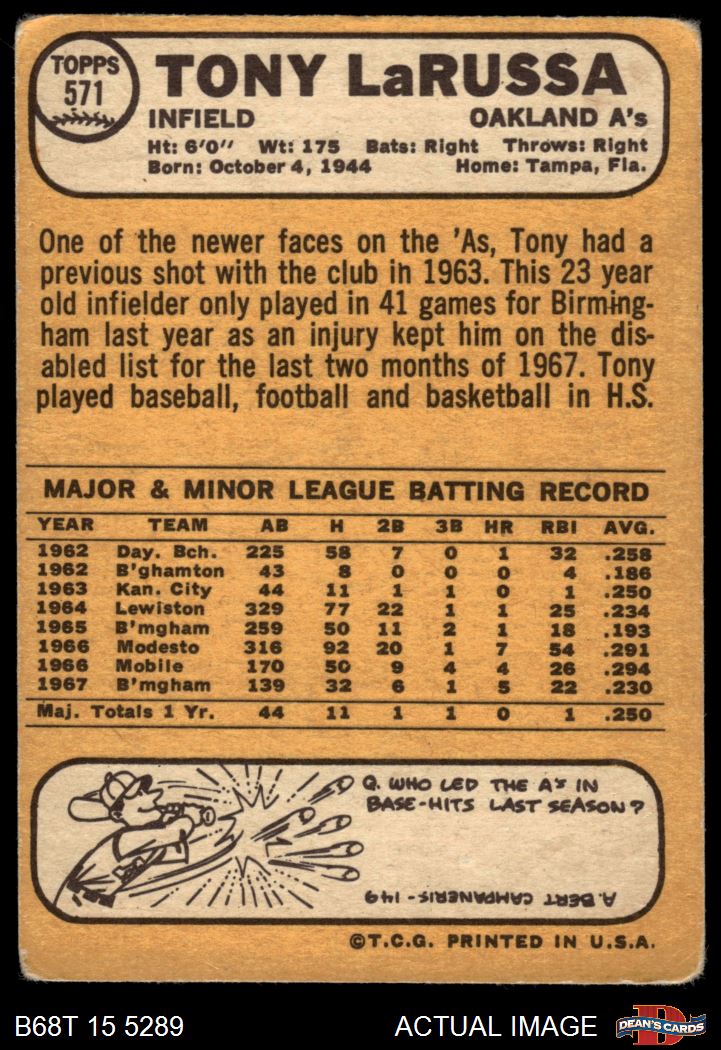 TOPPS
571
TONY LaRUSSA
INFIELD OAKLAND A's
Ht: 6'0" Wt: 175 Bats: Right Throws: Right
Born: October 4, 1944 Home: Tampa, Fla.
One of the newer faces on the 'As, Tony had a
previous shot with the club in 1963. This 23 year
old infielder only played in 41 games for Birming-
ham last year as an injury kept him on the dis-
abled list for the last two months of 1967. Tony
played baseball, football and basketball in H.S.
MAJOR & MINOR LEAGUE BATTING RECORD
YEAR TEAM AB H 2B 3B HR RBI AVG.
1962 Day. Bch. 225 58 7 0 1 32 .258
1962 B'ghamton 43 8 0 0 0 4 .186
1963 Kan. City 44 11 1 1 0 1 .250
1964 Lewiston 329 77 22 1 1 25 .234
1965 B'mgham 259 50 11 2 1 18 .193
1966 Modesto 316 92 20 1 7 54 .291
1966 Mobile 170 50 9 4 4 26 .294
1967 B'mgham 139 32 6 1 5 22 .230
Maj. Totals 1 Yr. 44 11 1 1 0 1 .250
Q. WHO LED THE A'S IN
BASE-HITS LAST SEASON?
A. BERT CAMPANERIS - 149
©T.C.G. PRINTED IN U.S.A.
B68T 15 5289 ACTUAL IMAGE
D
DEAN'S CARDS